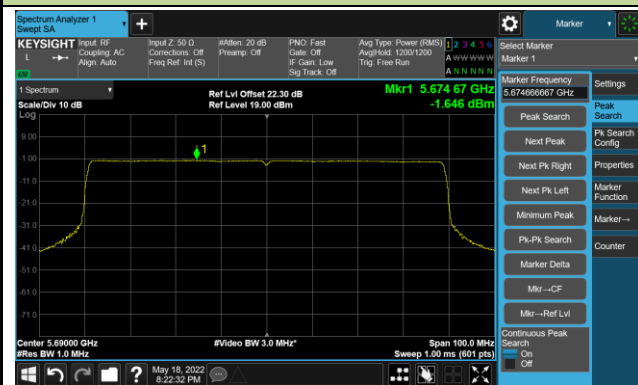 Spectrum Analyzer 1
Swept SA
Marker
KEYSIGHT
L
Input: RF
Coupling: AC
Align: Auto
Input Z: 50 Ω
Corrections: Off
Freq Ref: Int (S)
#Atten: 20 dB
Preamp: Off
PNO: Fast
Gate: Off
IF Gain: Low
Sig Track: Off
Avg Type: Power (RMS)
Avg|Hold: 1200/1200
Trig: Free Run
1 2 3 4 5 6
A W W W W W
A N N N N N
Select Marker
Marker 1
1 Spectrum
Scale/Div 10 dB
Log
Ref Lvl Offset 22.30 dB
Ref Level 19.00 dBm
Mkr1 5.674 67 GHz
-1.646 dBm
9.00
-1.00
-11.0
-21.0
-31.0
-41.0
-51.0
-61.0
-71.0
1
Center 5.69000 GHz
#Res BW 1.0 MHz
#Video BW 3.0 MHz*
Span 100.0 MHz
Sweep 1.00 ms (601 pts)
Marker Frequency
5.674666667 GHz
Peak Search
Next Peak
Next Pk Right
Next Pk Left
Minimum Peak
Pk-Pk Search
Marker Delta
Mkr→CF
Mkr→Ref Lvl
Continuous Peak
Search
On
Off
Settings
Peak
Search
Pk Search
Config
Properties
Marker
Function
Marker→
Counter
May 18, 2022
8:22:32 PM